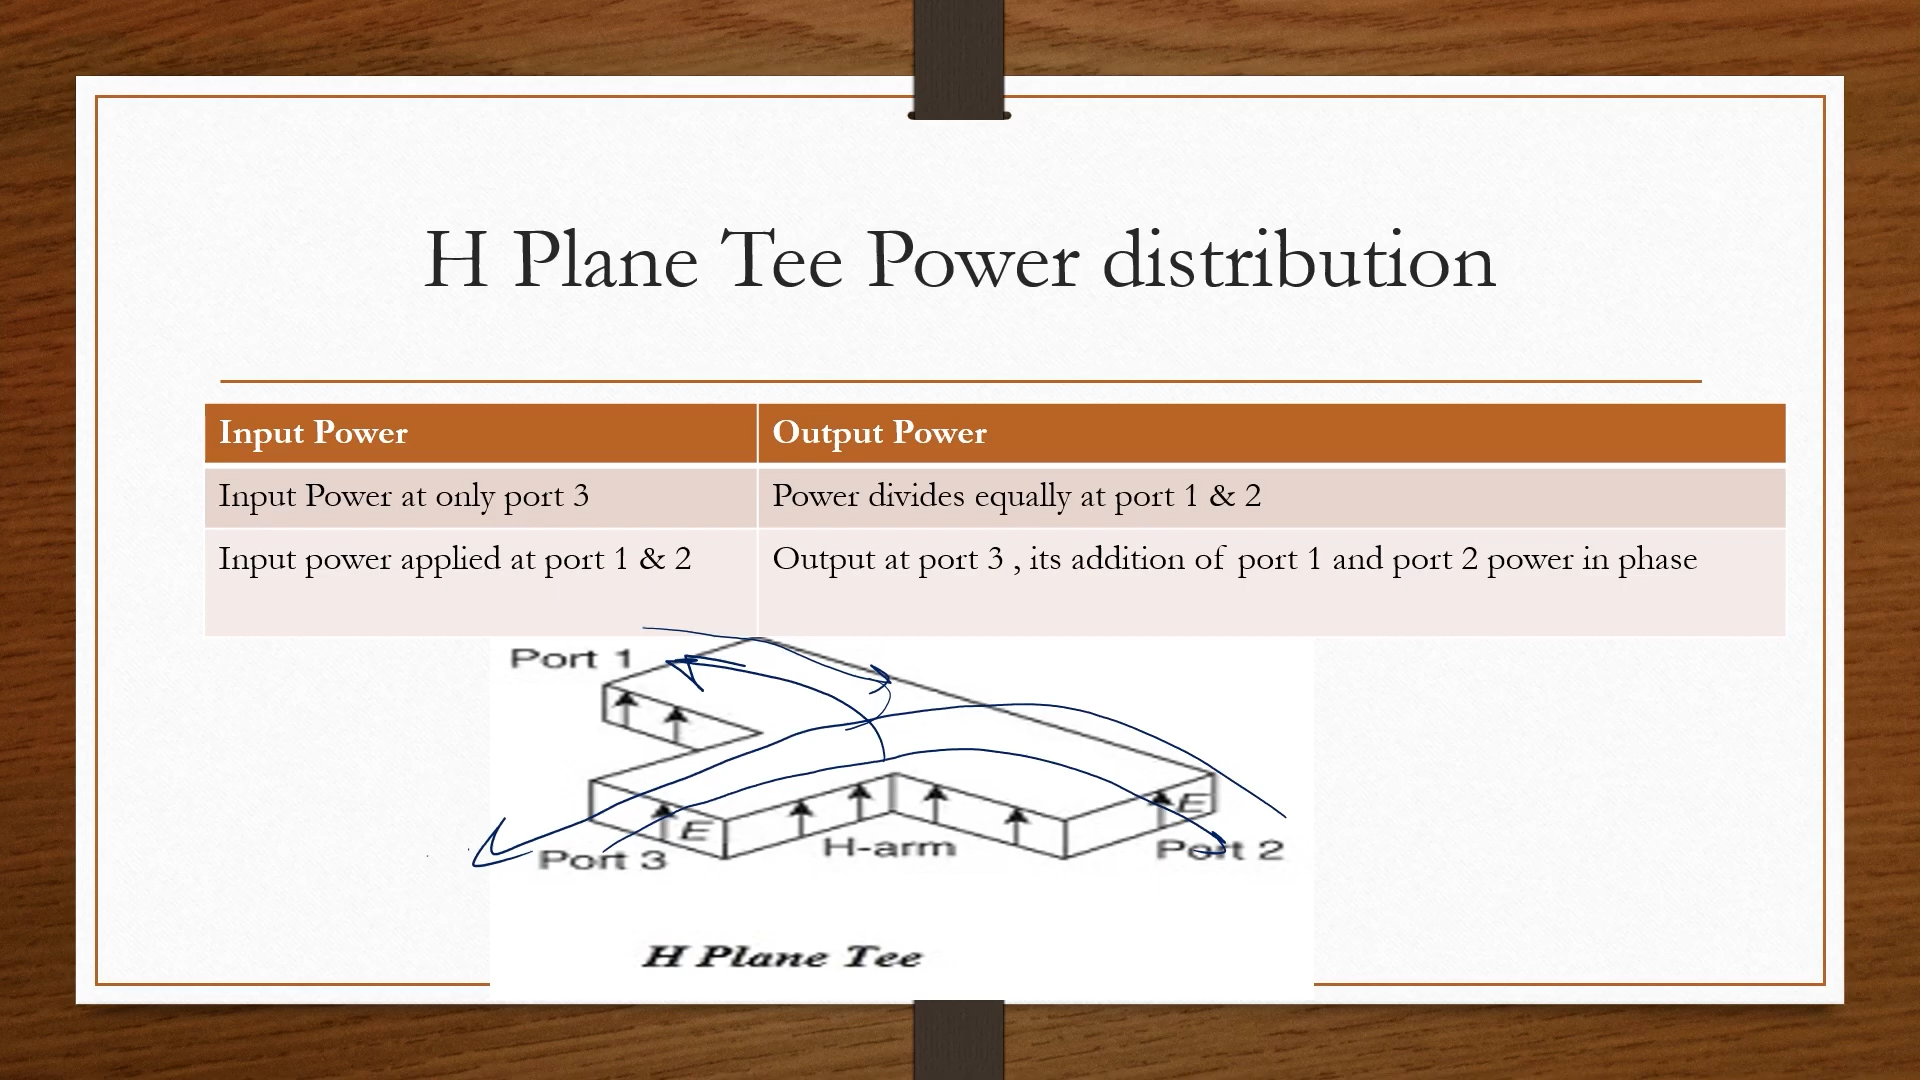 H Plane Tee Power distribution
Input Power
Output Power
Input Power at only port 3
Power divides equally at port 1 & 2
Input power applied at port 1 & 2
Output at port 3 , its addition of port 1 and port 2 power in phase
Port 1
E
E
Port 3
H-arm
Port 2
H Plane Tee